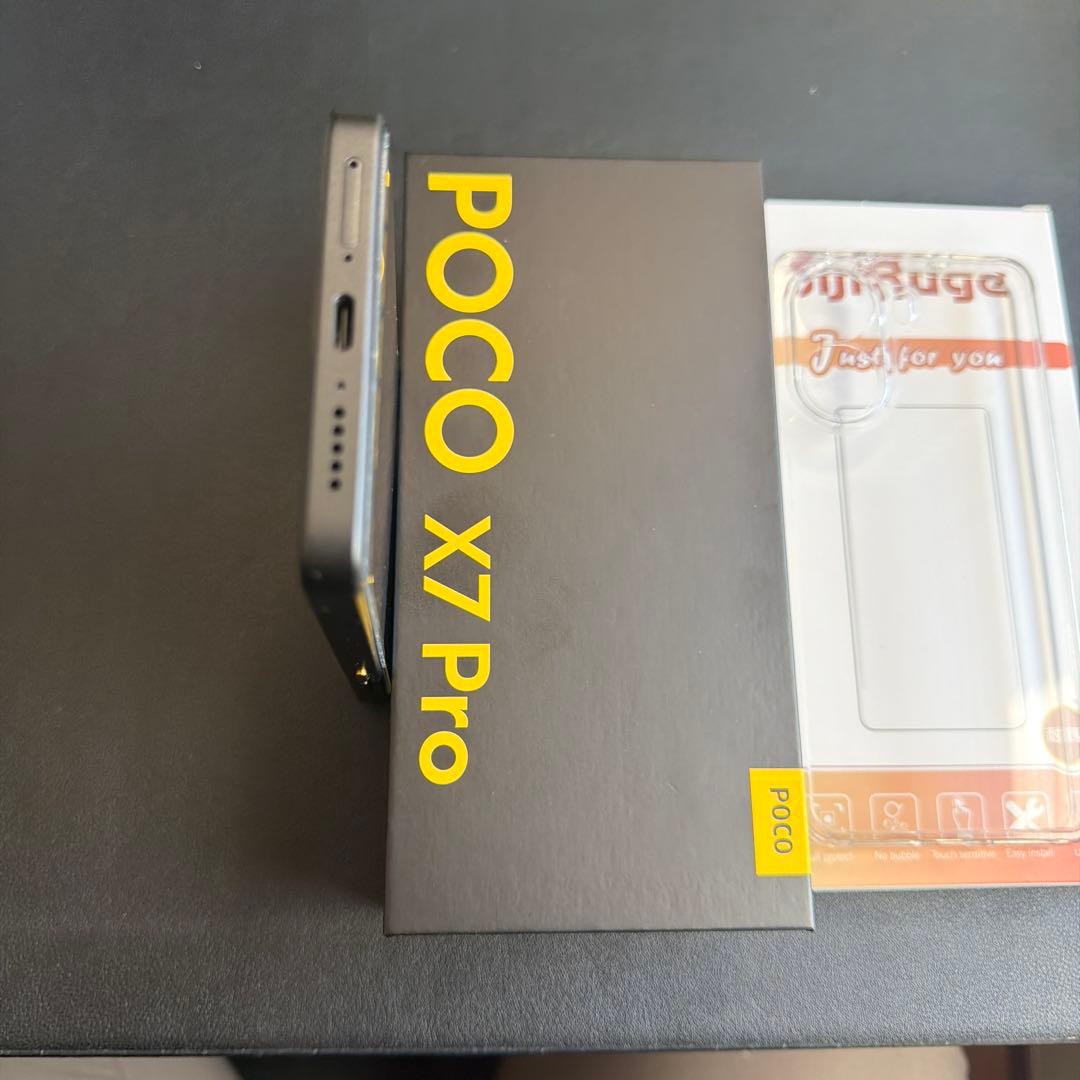 POCO X7 Pro
POCO
Just for you
No bubble
Touch sensitive
Easy install